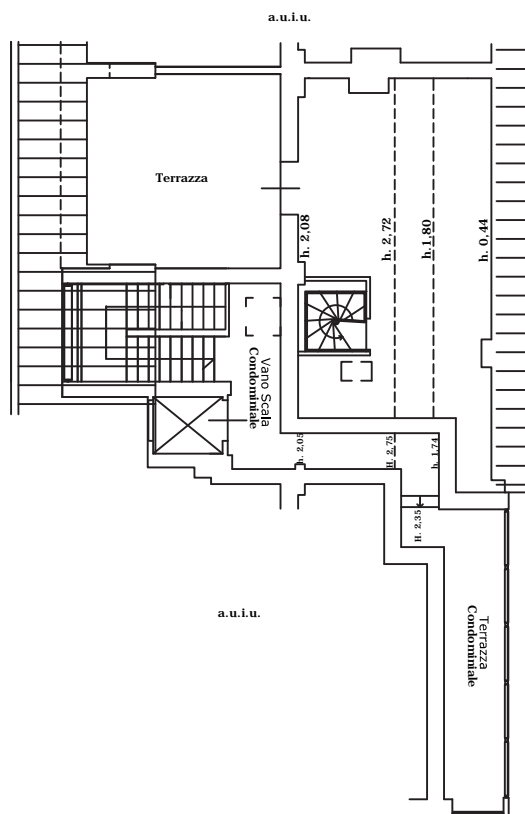 a.u.i.u.
Terrazza
h. 2,08
h. 2,72
h.1,80
h. 0,44
Vano Scala
Condominiale
h. 2,05
H. 2,75
h. 1,74
H. 2,35
a.u.i.u.
Terrazza
Condominiale